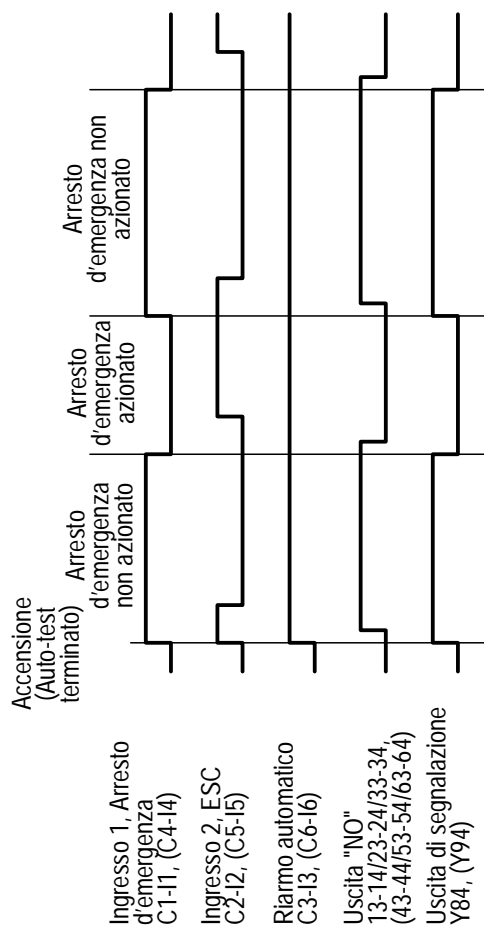 Accensione
(Auto-test
terminato)
Arresto
d'emergenza
non azionato
Arresto
d'emergenza
azionato
Arresto
d'emergenza non
azionato
Ingresso 1, Arresto
d'emergenza
C1-I1, (C4-I4)
Ingresso 2, ESC
C2-I2, (C5-I5)
Riarmo automatico
C3-I3, (C6-I6)
Uscita "NO"
13-14/23-24/33-34,
(43-44/53-54/63-64)
Uscita di segnalazione
Y84, (Y94)